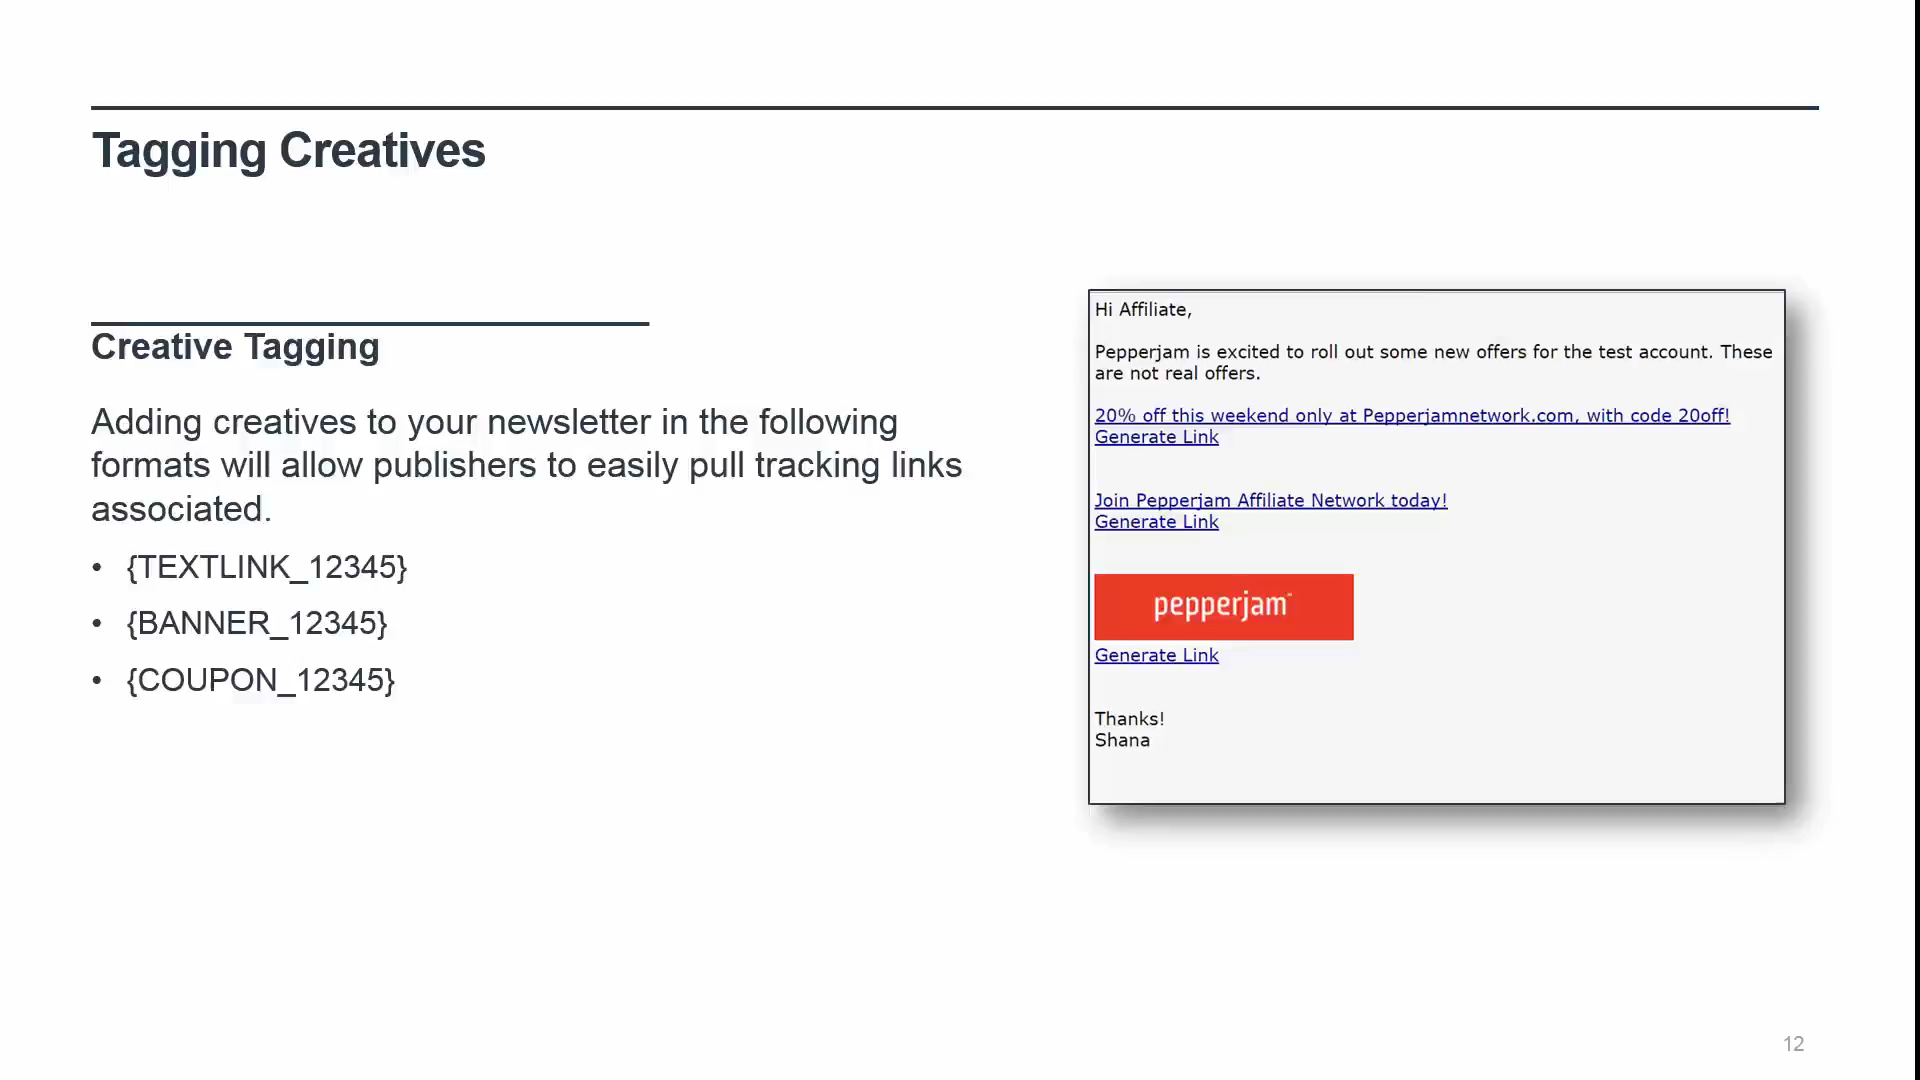 Tagging Creatives
Creative Tagging
Adding creatives to your newsletter in the following
formats will allow publishers to easily pull tracking links
associated.
• {TEXTLINK_12345}
• {BANNER_12345}
• {COUPON_12345}
Hi Affiliate,
Pepperjam is excited to roll out some new offers for the test account. These
are not real offers.
20% off this weekend only at Pepperjamnetwork.com, with code 20off!
Generate Link
Join Pepperjam Affiliate Network today!
Generate Link
pepperjam™
Generate Link
Thanks!
Shana
12